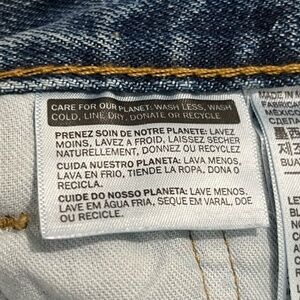 CARE FOR OUR PLANET: WASH LESS, WASH
COLD, LINE DRY, DONATE OR RECYCLE
PRENEZ SOIN DE NOTRE PLANETE: LAVEZ
MOINS, LAVEZ A FROID, LAISSEZ SECHER
NATURELLEMENT, DONNEZ OU RECYCLEZ
CUIDA NUESTRO PLANETA: LAVA MENOS,
LAVA EN FRIO, TIENDE LA ROPA, DONA O
RECICLA.
CUIDE DO NOSSO PLANETA: LAVE MENOS,
LAVE EM ÁGUA FRIA, SEQUE EM VARAL, DOE
OU RECICLE.
MADE IN M
FABRICA
MÉXICO